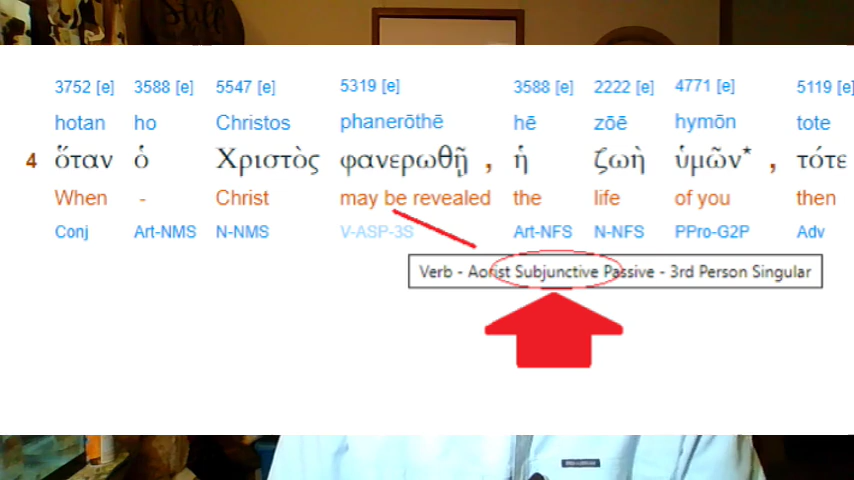 Still
3752 [e] 3588 [e] 5547 [e] 5319 [e] 3588 [e] 2222 [e] 4771 [e] 5119 [e]
hotan ho Christos phanerōthē hē zōē hymōn tote
4 ὅταν ὁ Χριστὸς φανερωθῇ , ἡ ζωὴ ὑμῶν* , τότε
When - Christ may be revealed the life of you then
Conj Art-NMS N-NMS V-ASP-3S Art-NFS N-NFS PPro-G2P Adv
Verb - Aorist Subjunctive Passive - 3rd Person Singular